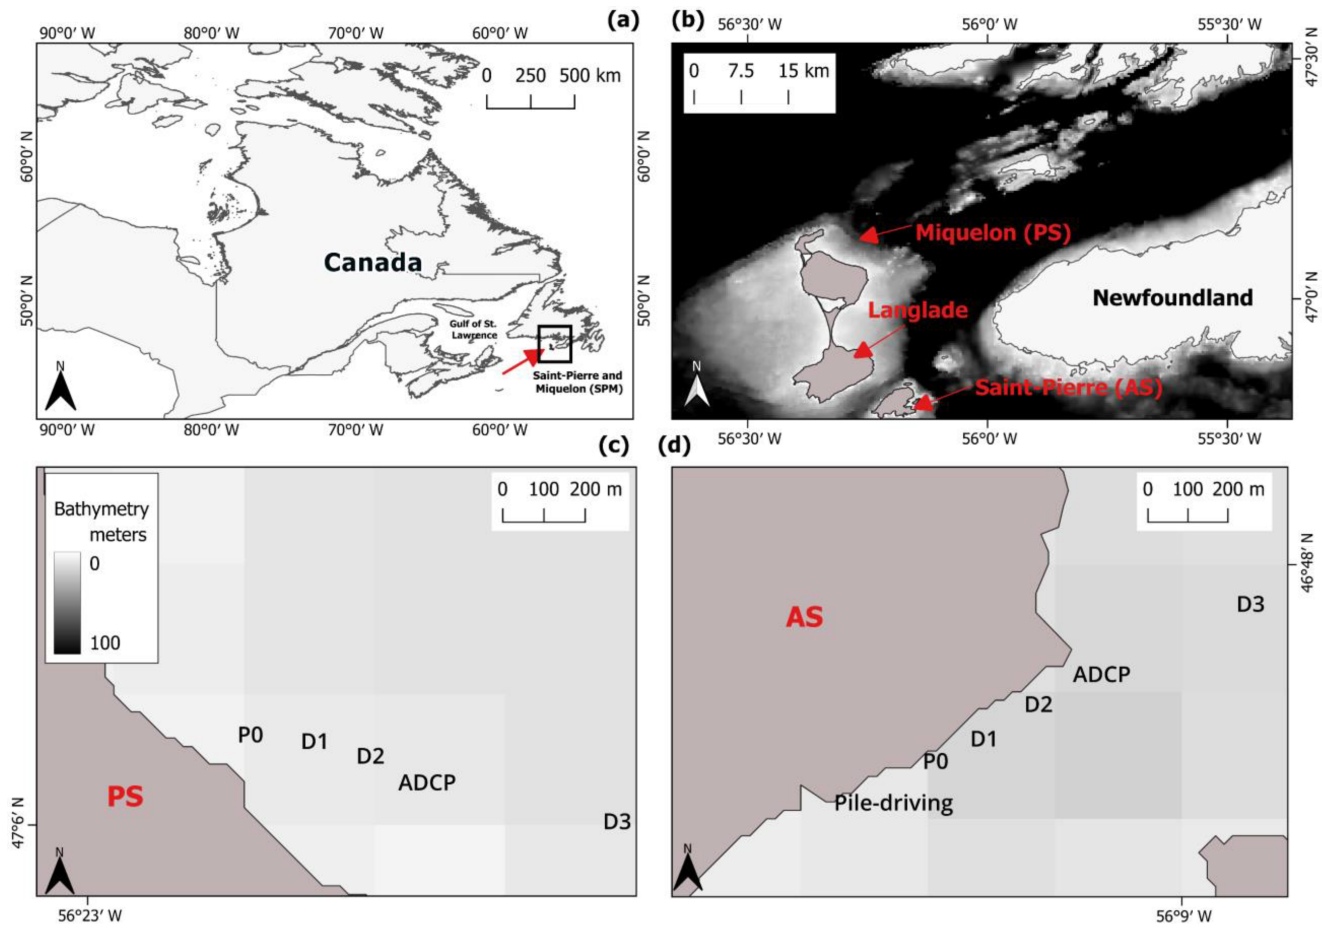 (a)
90°0′ W 80°0′ W 70°0′ W 60°0′ W
0 250 500 km
60°0′ N
60°0′ N
Canada
50°0′ N
50°0′ N
Gulf of St.
Lawrence
Saint-Pierre and
Miquelon (SPM)
N
90°0′ W 80°0′ W 70°0′ W 60°0′ W
(b)
56°30′ W 56°0′ W 55°30′ W
0 7.5 15 km
47°30′ N
Miquelon (PS)
Langlade
Newfoundland
47°0′ N
Saint-Pierre (AS)
N
56°30′ W 56°0′ W 55°30′ W
(c)
Bathymetry
meters
0
100
0 100 200 m
P0
D1
D2
ADCP
D3
PS
47°6′ N
N
56°23′ W
(d)
0 100 200 m
46°48′ N
AS
D3
ADCP
D2
D1
P0
Pile-driving
N
56°9′ W